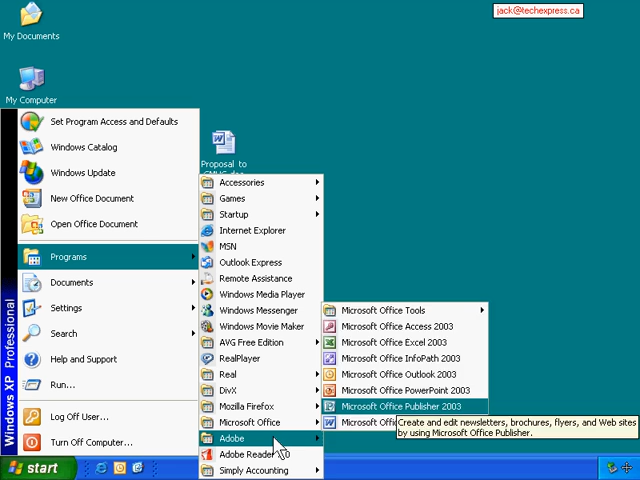 jack@techexpress.ca
My Documents
My Computer
Proposal to
Set Program Access and Defaults
Windows Catalog
Windows Update
New Office Document
Open Office Document
Programs
Documents
Settings
Search
Help and Support
Run...
Log Off User...
Turn Off Computer...
Windows XP Professional
Accessories
Games
Startup
Internet Explorer
MSN
Outlook Express
Remote Assistance
Windows Media Player
Windows Messenger
Windows Movie Maker
AVG Free Edition
RealPlayer
Real
DivX
Mozilla Firefox
Microsoft Office
Adobe
Adobe Reader
Simply Accounting
Microsoft Office Tools
Microsoft Office Access 2003
Microsoft Office Excel 2003
Microsoft Office InfoPath 2003
Microsoft Office Outlook 2003
Microsoft Office PowerPoint 2003
Microsoft Office Publisher 2003
Microsoft
Create and edit newsletters, brochures, flyers, and Web sites
by using Microsoft Office Publisher.
start